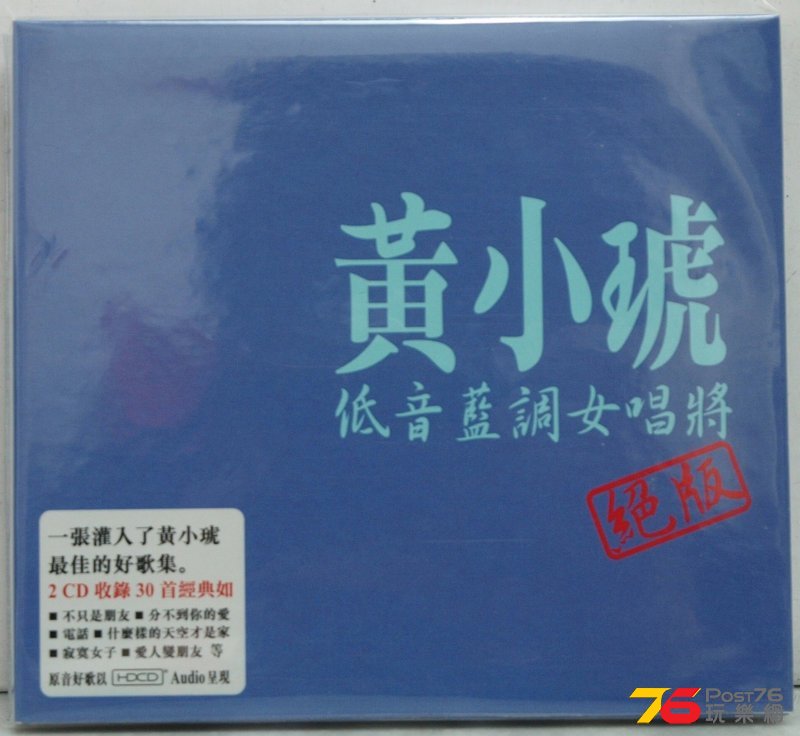 黃小琥
低音藍調女唱將
絕版
一張灌入了黃小琥
最佳的好歌集。
2 CD 收錄 30 首經典如
■ 不只是朋友 ■ 分不到你的愛
■ 電話 ■ 什麼樣的天空才是家
■ 寂寞女子 ■ 愛人變朋友 等
原音好歌以 HDCD Audio 呈現
76 Post76
玩樂網